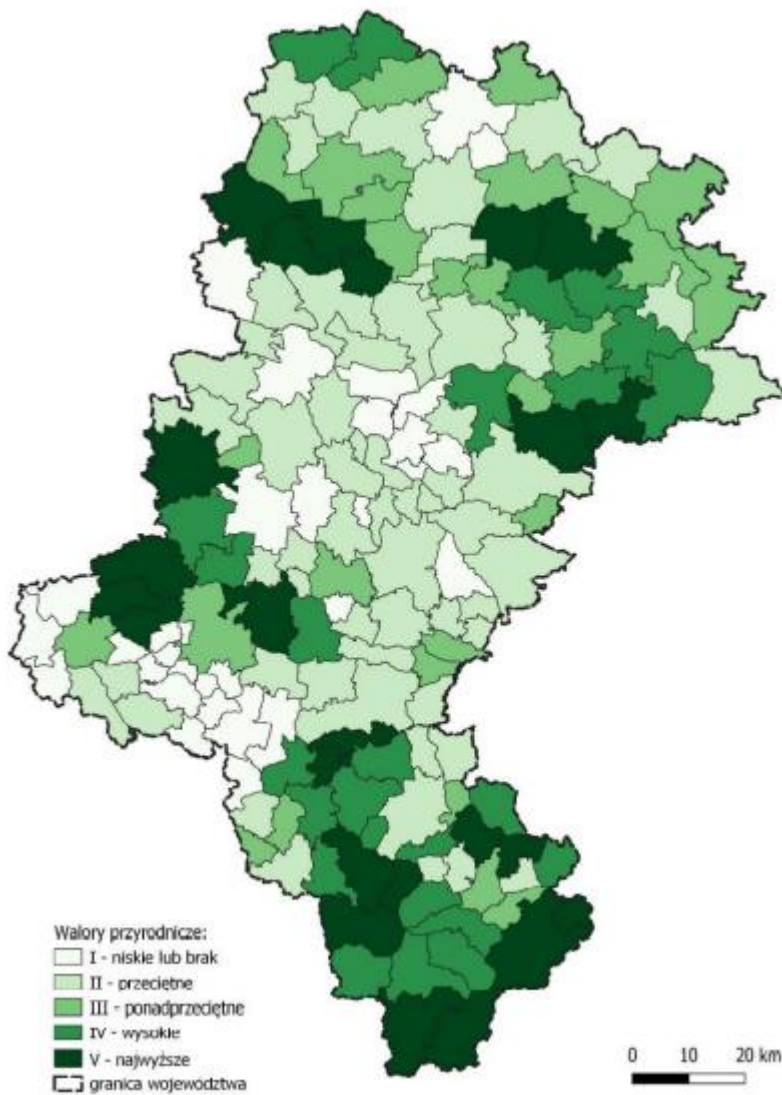 Walory przyrodnicze:
I - niskie lub brak
II - przeciętne
III - ponadprzeciętne
IV - wysokie
V - najwyższe
granica województwa
0 10 20 km